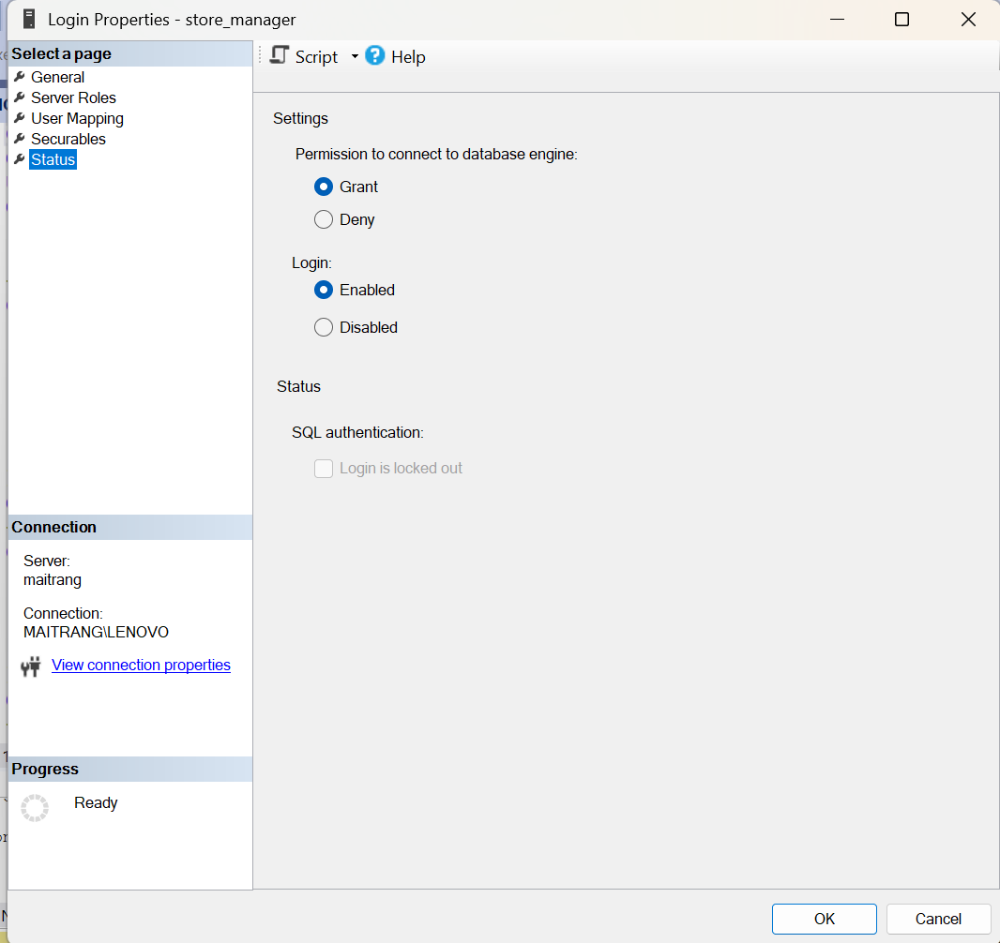 Login Properties - store_manager
Select a page
General
Server Roles
User Mapping
Securables
Status
Script
Help
Settings
Permission to connect to database engine:
Grant
Deny
Login:
Enabled
Disabled
Status
SQL authentication:
Login is locked out
Connection
Server:
maitrang
Connection:
MAITRANG\LENOVO
View connection properties
Progress
Ready
OK
Cancel